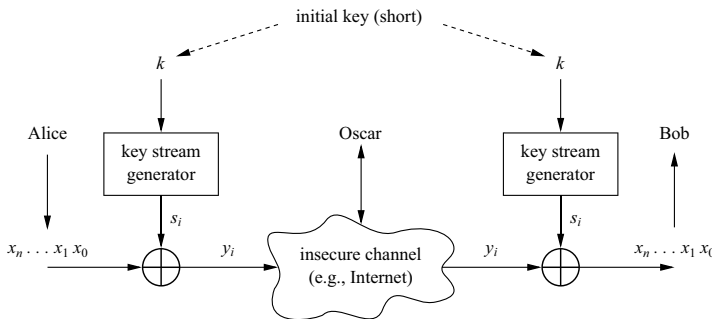 initial key (short)
k
k
Alice
Oscar
Bob
key stream
generator
key stream
generator
s_i
s_i
x_n . . . x_1 x_0
y_i
insecure channel
(e.g., Internet)
y_i
x_n . . . x_1 x_0